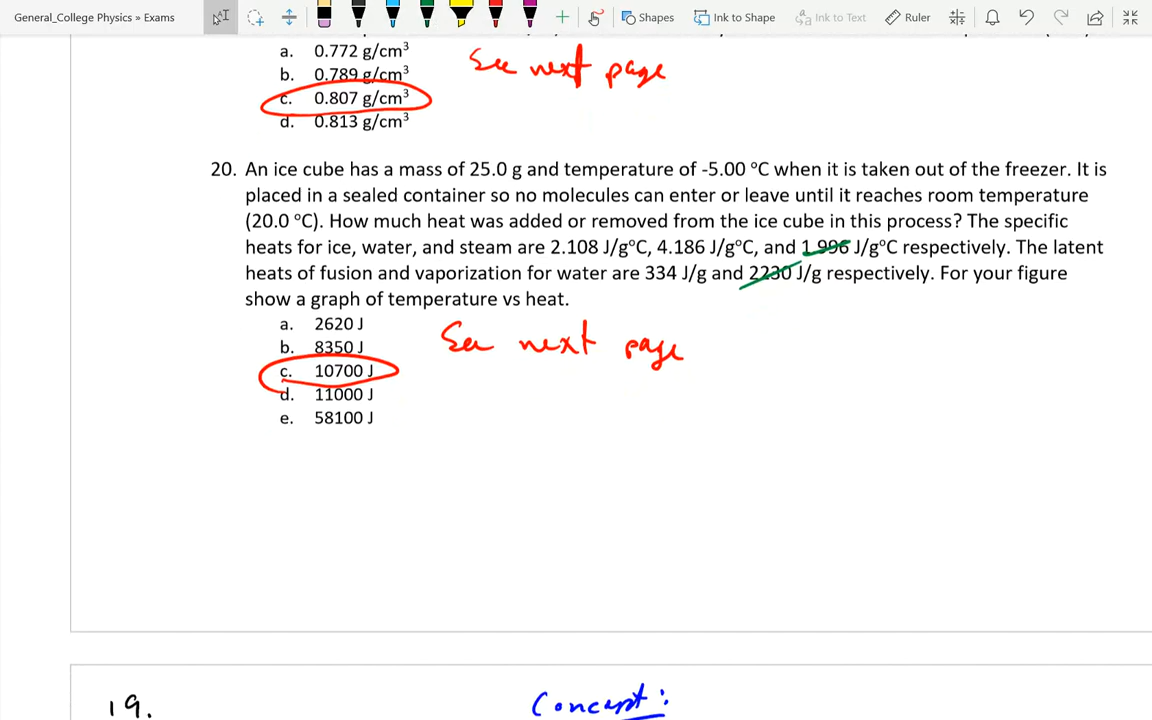 General_College Physics » Exams
Shapes
Ink to Shape
Ink to Text
Ruler
a. 0.772 g/cm³
b. 0.789 g/cm³
c. 0.807 g/cm³
d. 0.813 g/cm³
See next page
20. An ice cube has a mass of 25.0 g and temperature of -5.00 °C when it is taken out of the freezer. It is
placed in a sealed container so no molecules can enter or leave until it reaches room temperature
(20.0 °C). How much heat was added or removed from the ice cube in this process? The specific
heats for ice, water, and steam are 2.108 J/g°C, 4.186 J/g°C, and 1.996 J/g°C respectively. The latent
heats of fusion and vaporization for water are 334 J/g and 2230 J/g respectively. For your figure
show a graph of temperature vs heat.
a. 2620 J
b. 8350 J
c. 10700 J
d. 11000 J
e. 58100 J
See next page
19.
Concept: